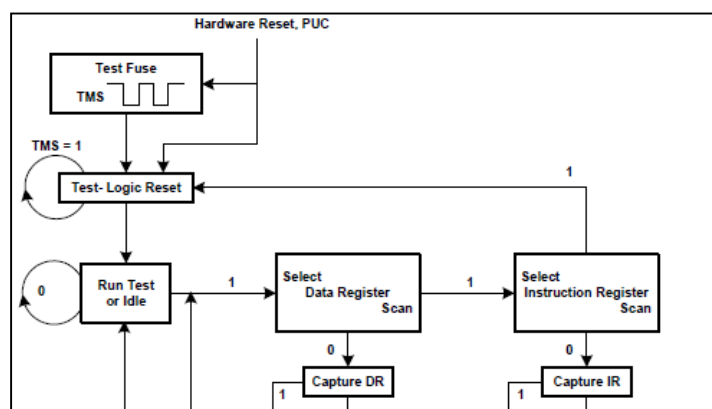 Hardware Reset, PUC
Test Fuse
TMS
TMS = 1
Test- Logic Reset
1
0
Run Test
or Idle
1
Select
Data Register
Scan
1
Select
Instruction Register
Scan
0
0
1
Capture DR
1
Capture IR